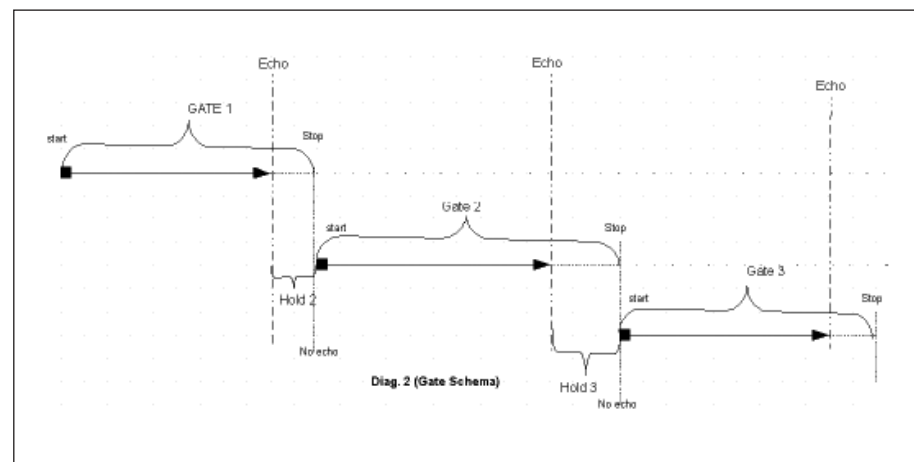 Echo
Echo
Echo
GATE 1
start
Stop
Gate 2
start
Stop
Gate 3
start
Stop
Hold 2
No echo
Diag. 2 (Gate Schema)
Hold 3
No echo